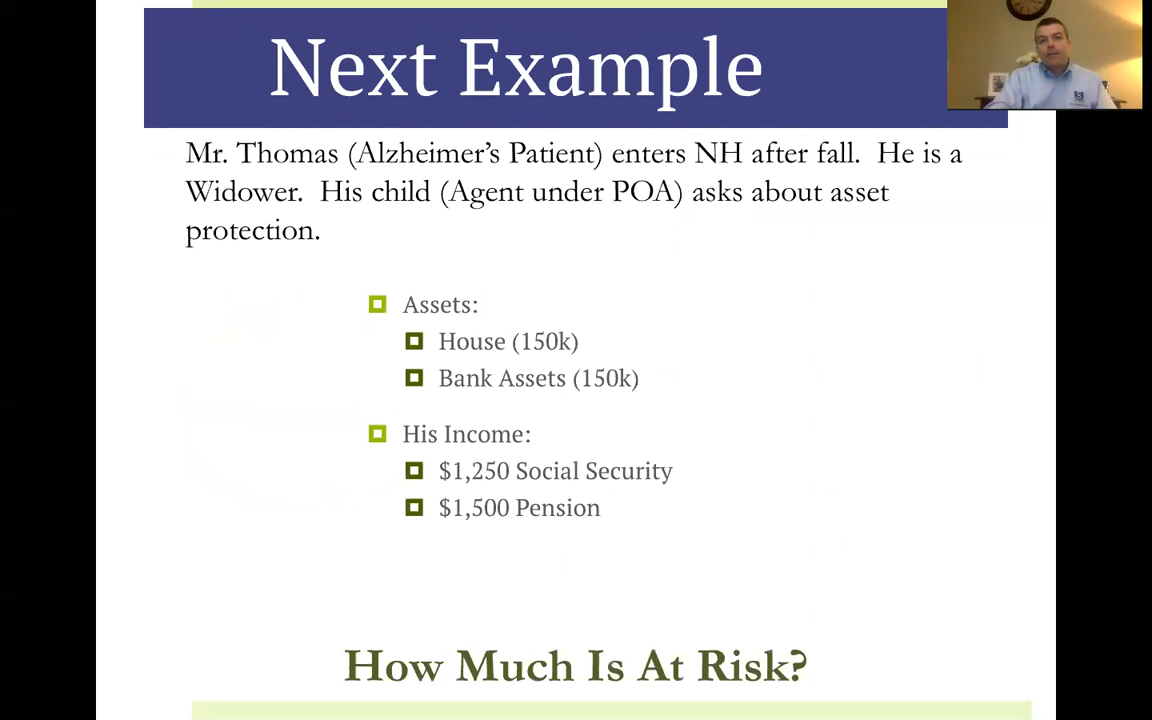 Next Example
Mr. Thomas (Alzheimer's Patient) enters NH after fall.  He is a
Widower.  His child (Agent under POA) asks about asset
protection.
Assets:
House (150k)
Bank Assets (150k)
His Income:
$1,250 Social Security
$1,500 Pension
How Much Is At Risk?